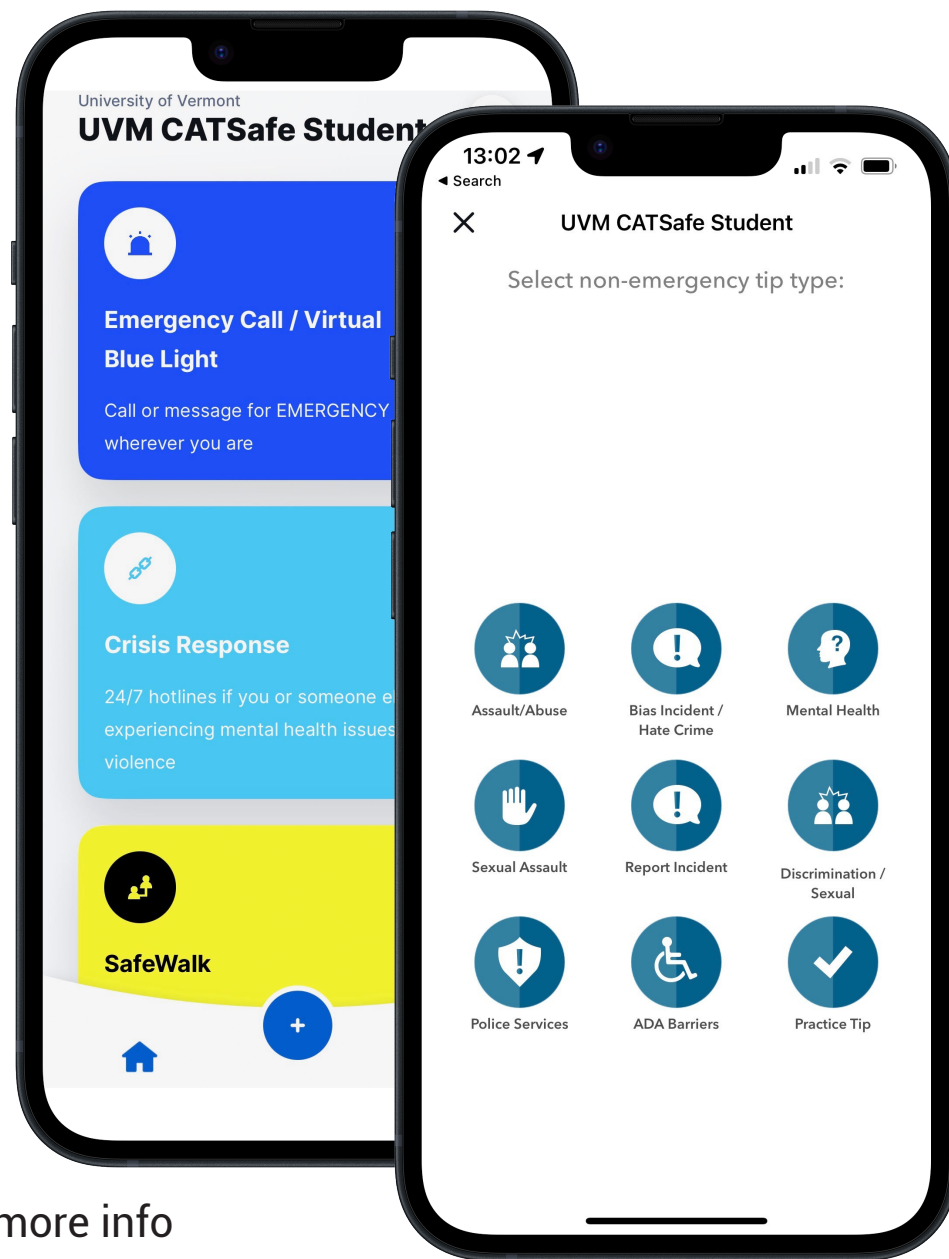 University of Vermont
UVM CATSafe Student
Emergency Call / Virtual
Blue Light
Call or message for EMERGENCY
wherever you are
Crisis Response
24/7 hotlines if you or someone
experiencing mental health issues
violence
SafeWalk
13:02
Search
UVM CATSafe Student
Select non-emergency tip type:
Assault/Abuse
Bias Incident /
Hate Crime
Mental Health
Sexual Assault
Report Incident
Discrimination /
Sexual
Police Services
ADA Barriers
Practice Tip
more info